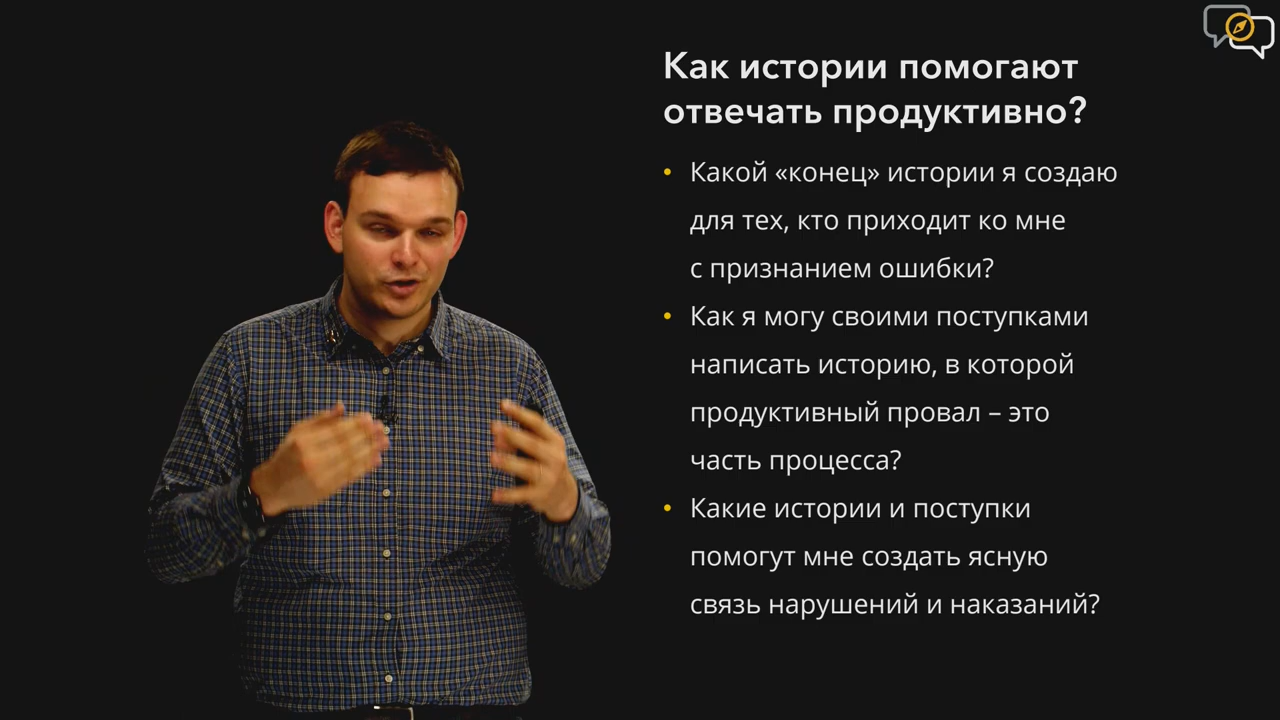 Как истории помогают
отвечать продуктивно?
• Какой «конец» истории я создаю
для тех, кто приходит ко мне
с признанием ошибки?
• Как я могу своими поступками
написать историю, в которой
продуктивный провал – это
часть процесса?
• Какие истории и поступки
помогут мне создать ясную
связь нарушений и наказаний?